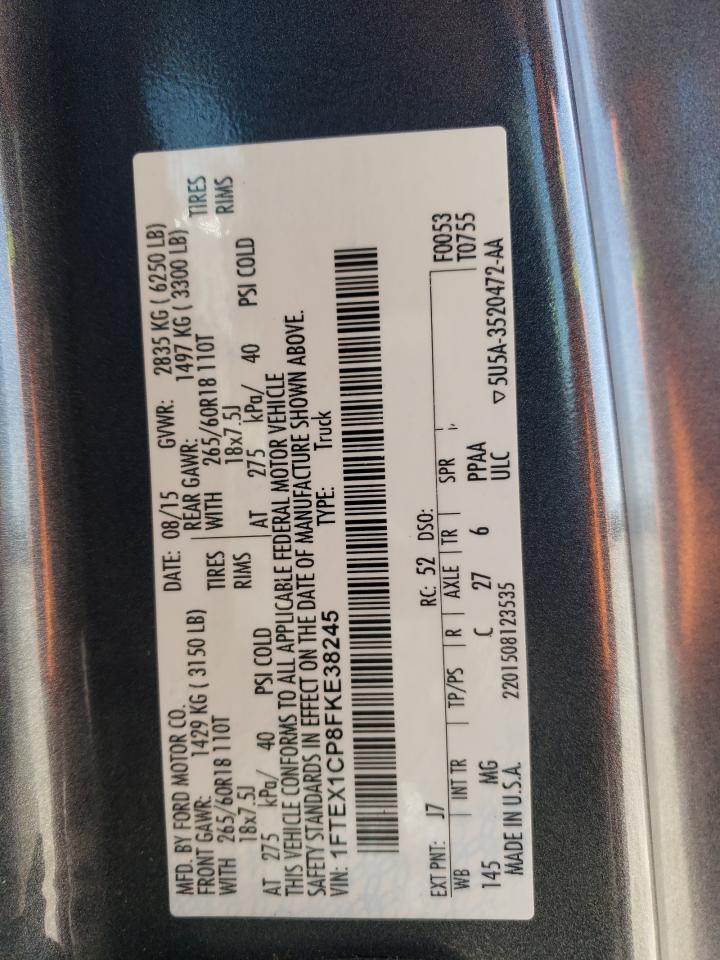 MFD. BY FORD MOTOR CO.
DATE: 08/15 GVWR: 2835 KG ( 6250 LB)
FRONT GAWR: 1429 KG ( 3150 LB) REAR GAWR: 1497 KG ( 3300 LB)
WITH 265/60R18 110T TIRES WITH 265/60R18 110T TIRES
18x7.5J RIMS 18x7.5J RIMS
AT 275 kPa/ 40 PSI COLD AT 275 kPa/ 40 PSI COLD
THIS VEHICLE CONFORMS TO ALL APPLICABLE FEDERAL MOTOR VEHICLE
SAFETY STANDARDS IN EFFECT ON THE DATE OF MANUFACTURE SHOWN ABOVE.
VIN: 1FTEX1CP8FKE38245 TYPE: Truck
EXT PNT: J7 RC: 52 DSO: F0053
WB INT TR TP/PS R AXLE TR SPR T0755
145 MG C 27 6 PPAA
ULC
MADE IN U.S.A. 2201508123535 ▽5U5A-3520472-AA